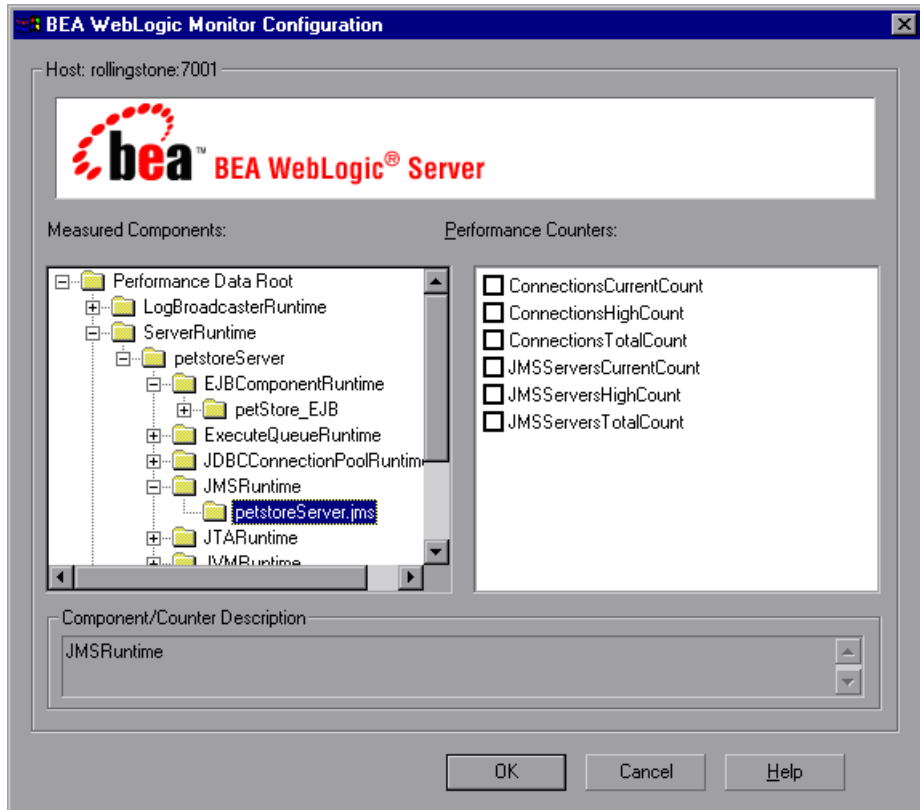 BEA WebLogic Monitor Configuration
Host: rollingstone:7001
bea™ BEA WebLogic® Server
Measured Components:
Performance Counters:
Performance Data Root
LogBroadcasterRuntime
ServerRuntime
petstoreServer
EJBComponentRuntime
petStore_EJB
ExecuteQueueRuntime
JDBCConnectionPoolRuntim
JMSRuntime
petstoreServer.jms
JTARuntime
JVMRuntime
ConnectionsCurrentCount
ConnectionsHighCount
ConnectionsTotalCount
JMSServersCurrentCount
JMSServersHighCount
JMSServersTotalCount
Component/Counter Description
JMSRuntime
OK
Cancel
Help